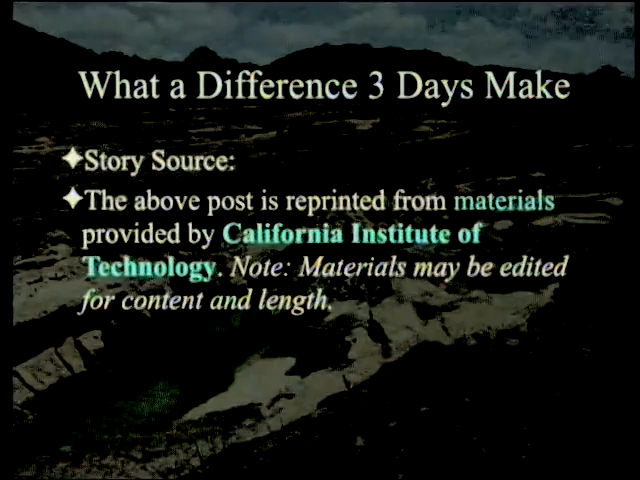 What a Difference 3 Days Make
✦Story Source:
✦The above post is reprinted from materials
provided by California Institute of
Technology. Note: Materials may be edited
for content and length.